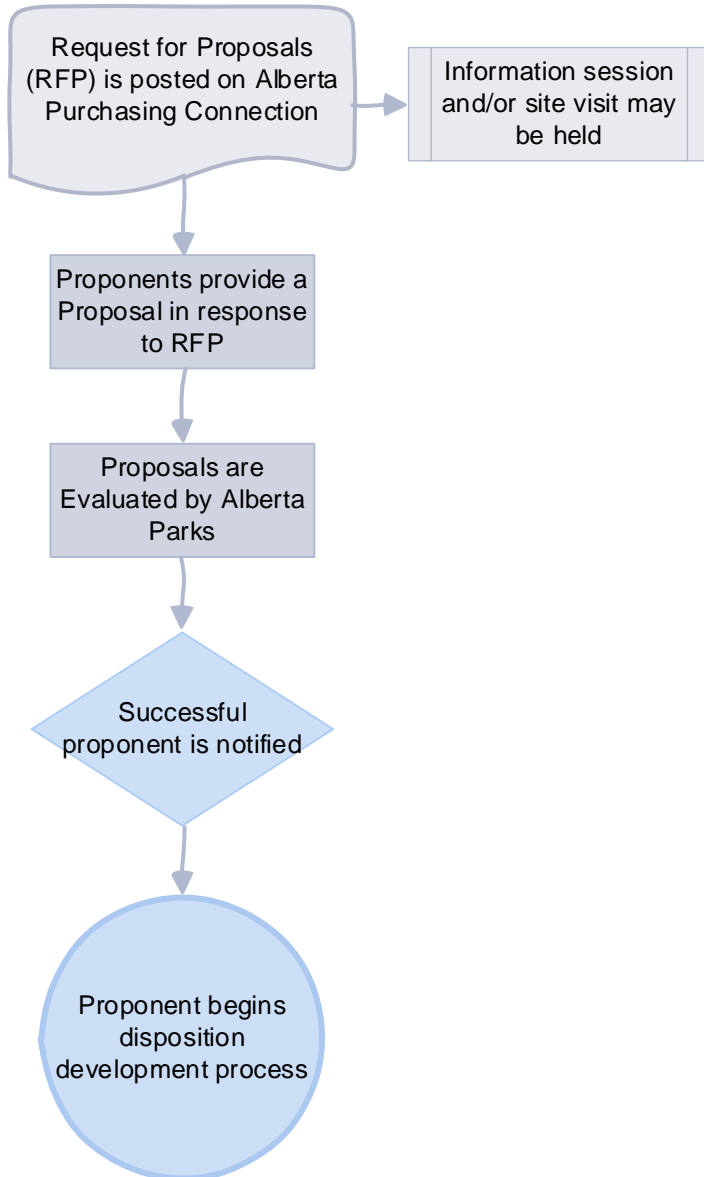 Request for Proposals
(RFP) is posted on Alberta
Purchasing Connection
Information session
and/or site visit may
be held
Proponents provide a
Proposal in response
to RFP
Proposals are
Evaluated by Alberta
Parks
Successful
proponent is notified
Proponent begins
disposition
development process